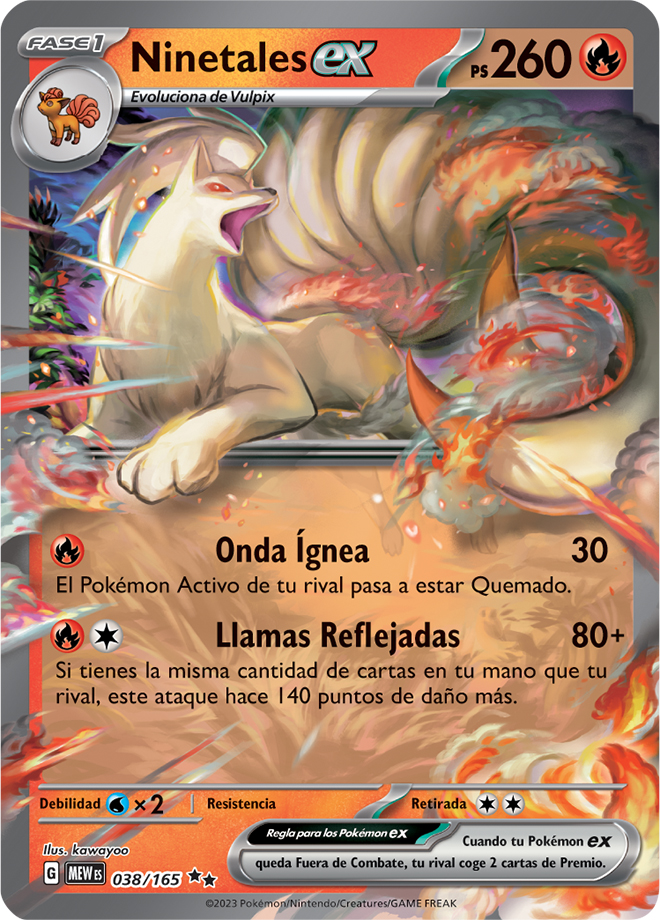 FASE 1
Ninetales ex
PS 260
Evoluciona de Vulpix
Onda Ígnea 30
El Pokémon Activo de tu rival pasa a estar Quemado.
Llamas Reflejadas 80+
Si tienes la misma cantidad de cartas en tu mano que tu
rival, este ataque hace 140 puntos de daño más.
Debilidad ×2 Resistencia Retirada
Regla para los Pokémon ex Cuando tu Pokémon ex
queda Fuera de Combate, tu rival coge 2 cartas de Premio.
Ilus. kawayoo
G MEW ES 038/165
©2023 Pokémon/Nintendo/Creatures/GAME FREAK